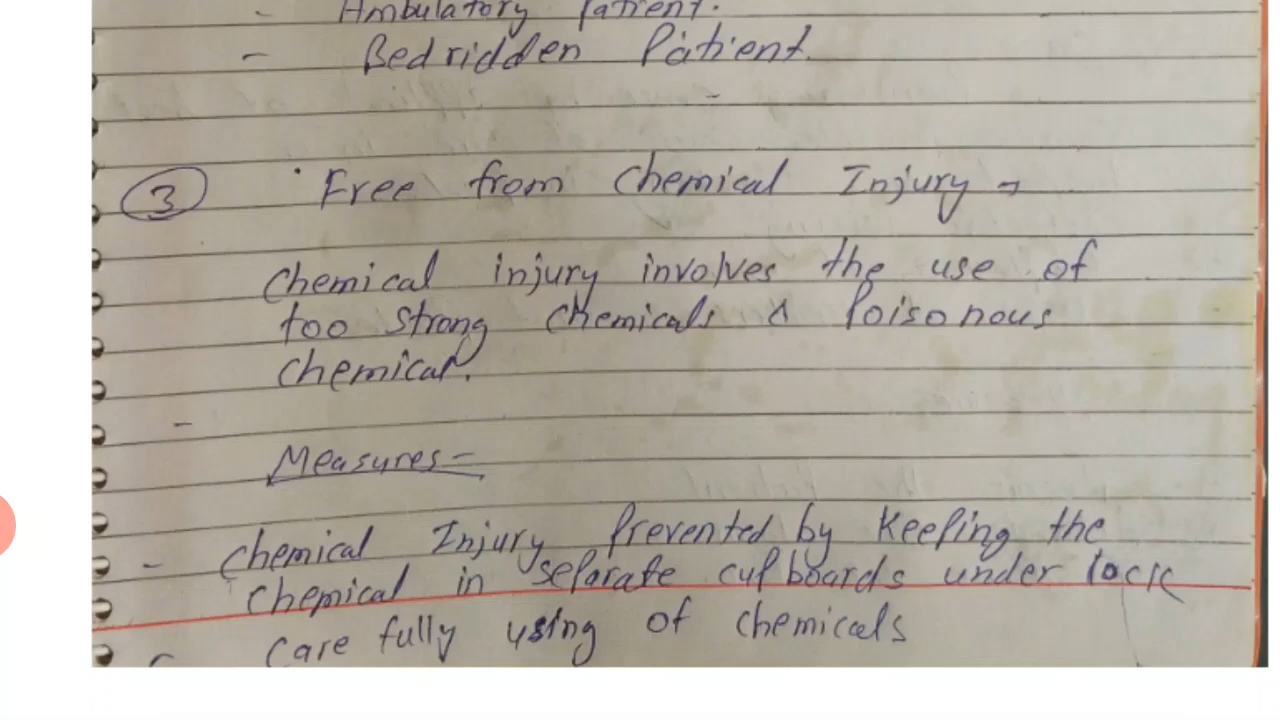 - Ambulatory Patient.
- Bedridden Patient.
③ Free from Chemical Injury →
Chemical injury involves the use of
too strong chemicals & Poisonous
chemical.
Measures -
- Chemical Injury Prevented by Keeping the
chemical in separate cupboards under lock
Care fully using of chemicals